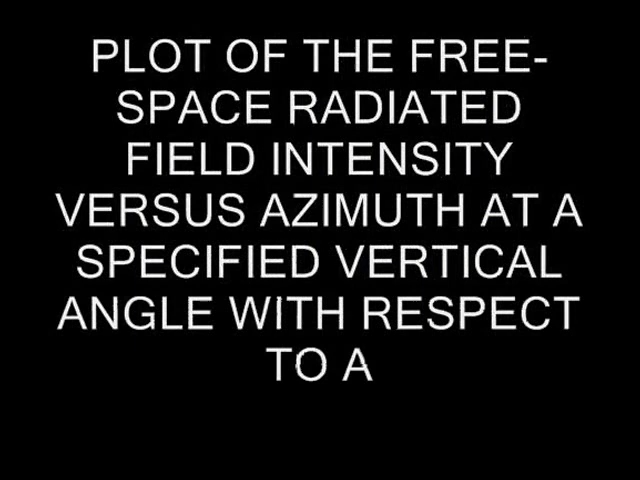 PLOT OF THE FREE-
SPACE RADIATED
FIELD INTENSITY
VERSUS AZIMUTH AT A
SPECIFIED VERTICAL
ANGLE WITH RESPECT
TO A